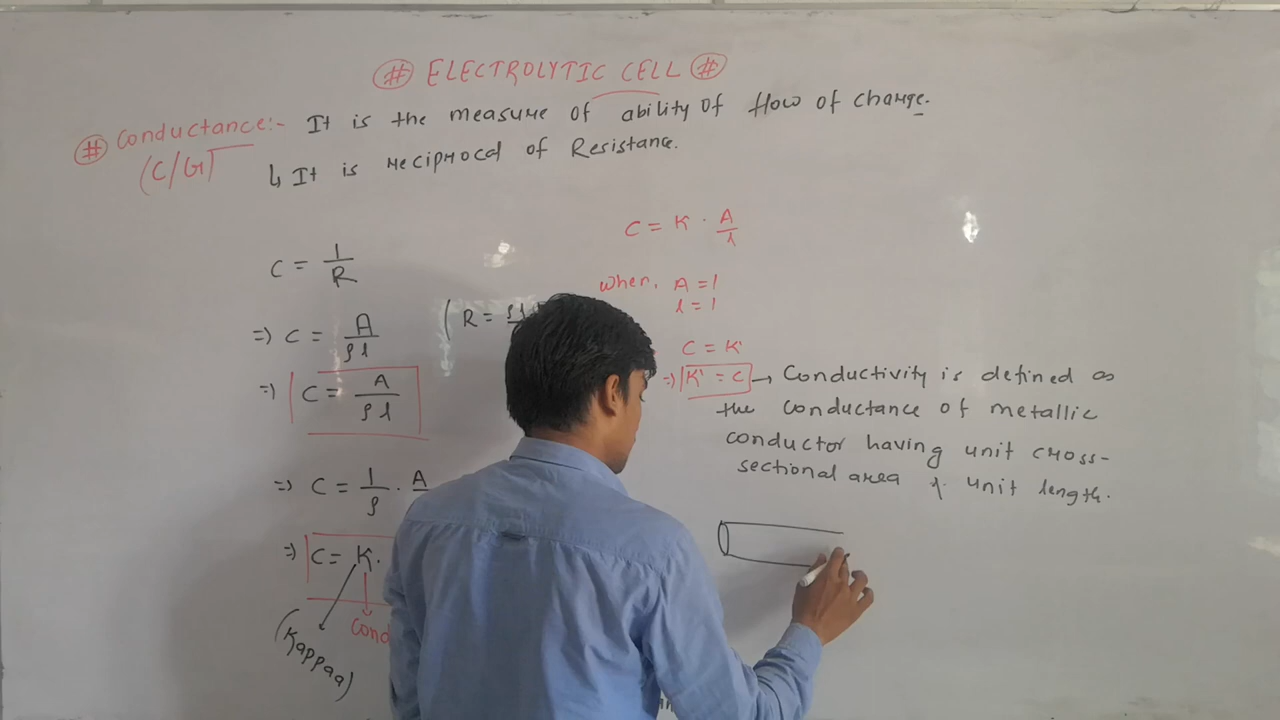 # ELECTROLYTIC CELL #
# Conductance:- It is the measure of ability of flow of charge.
(C/G)
↳ It is reciprocal of Resistance.
C = 1/R
=> C = A/ρl
(R = ρl
=> C = A/ρl
=> C = 1/ρ . A
=> C = K .
(Kappaa)
Cond
C = K . A/l
when, A = 1
l = 1
C = K
=> K = C → Conductivity is defined as
the conductance of metallic
conductor having unit cross-
sectional area & unit length.